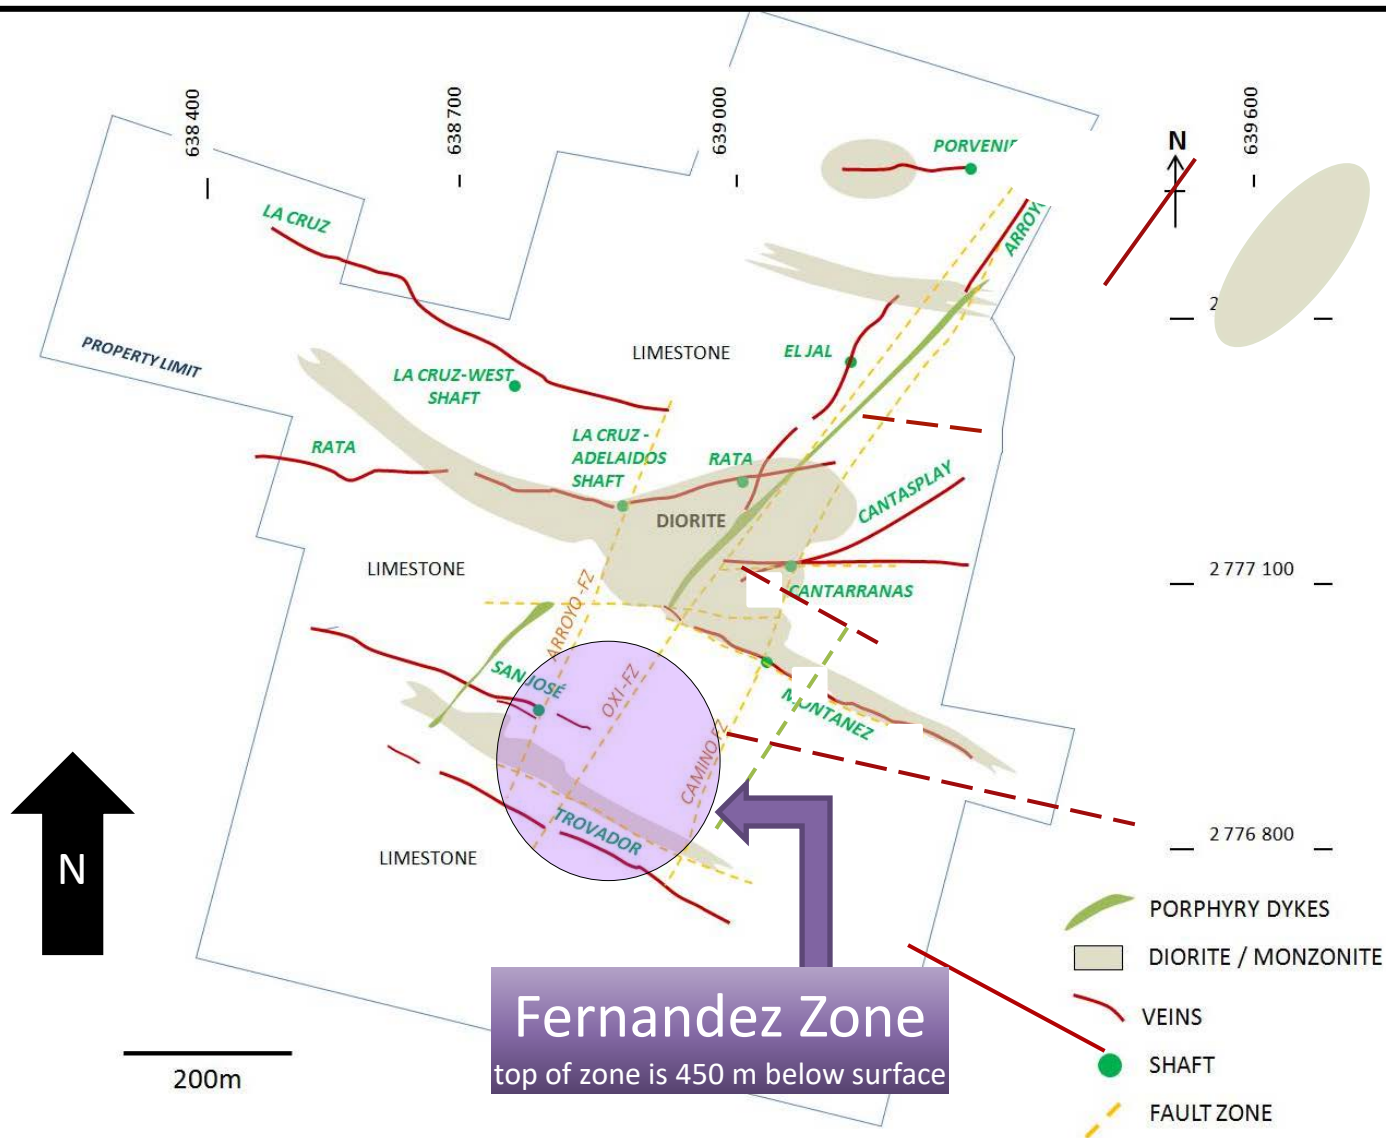 638 400
638 700
639 000
639 600
N
PORVENIR
ARROYO
LA CRUZ
LIMESTONE
EL JAL
PROPERTY LIMIT
LA CRUZ-WEST
SHAFT
LA CRUZ -
ADELAIDOS
SHAFT
RATA
RATA
CANTASPLAY
DIORITE
LIMESTONE
2 777 100
CANTARRANAS
ARROYO -FZ
SAN JOSÉ
OXI-FZ
MONTANEZ
CAMINO FZ
TROVADOR
2 776 800
LIMESTONE
N
PORPHYRY DYKES
DIORITE / MONZONITE
VEINS
SHAFT
FAULT ZONE
Fernandez Zone
top of zone is 450 m below surface
200m